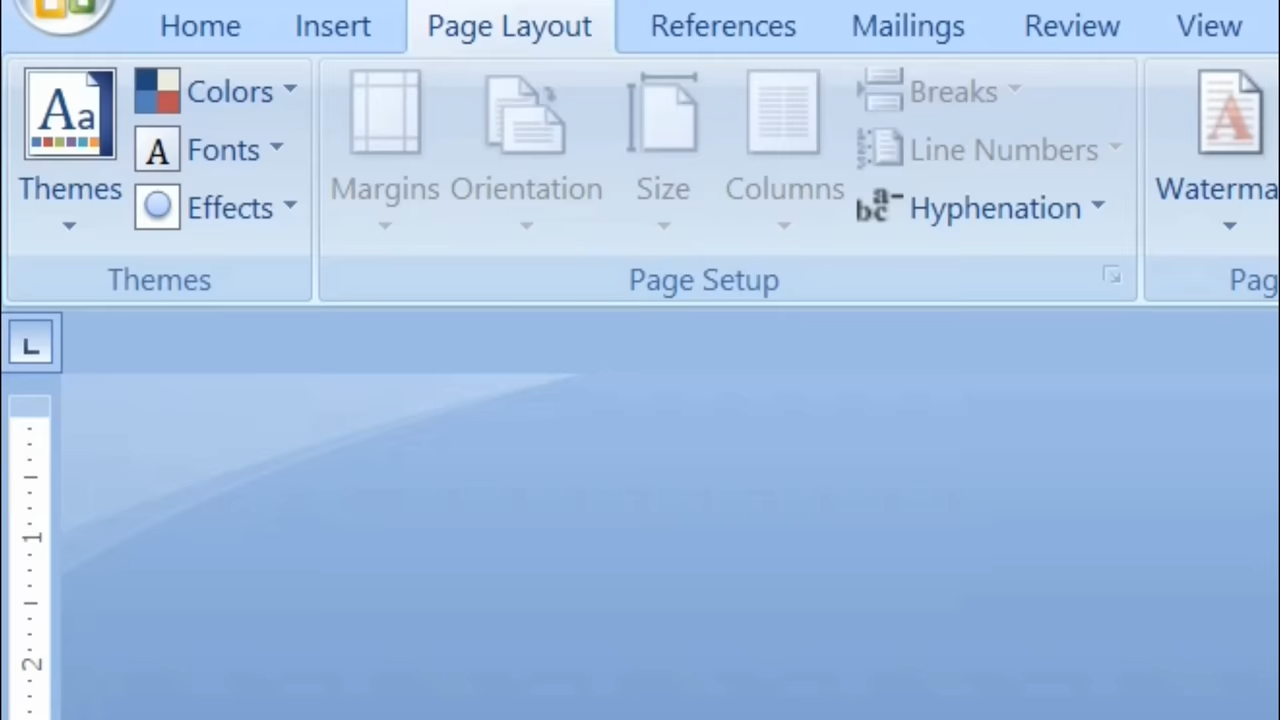 Home Insert Page Layout References Mailings Review View
Aa Colors Breaks
A Fonts Line Numbers A
Themes Margins Orientation Size Columns Waterma
Effects a bc Hyphenation
Themes Page Setup Pag
L
1
2